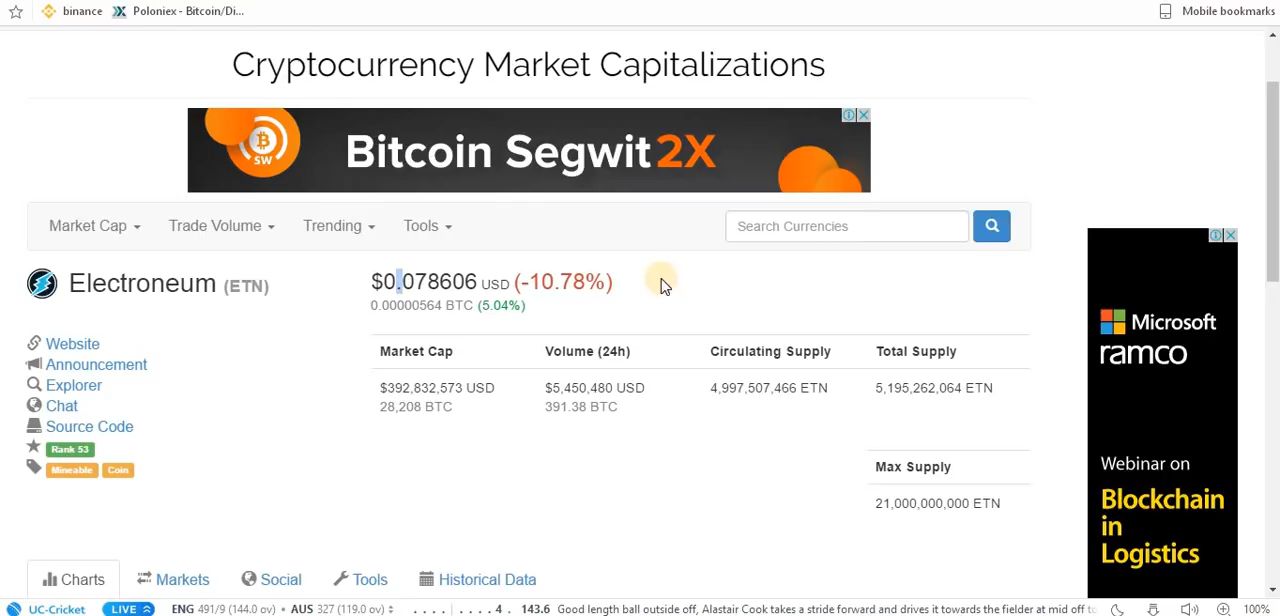 binance Poloniex - Bitcoin/Di... Mobile bookmarks
Cryptocurrency Market Capitalizations
SW Bitcoin Segwit2X
Market Cap Trade Volume Trending Tools Search Currencies
Electroneum (ETN) $0.078606 USD (-10.78%)
0.00000564 BTC (5.04%)
Website
Announcement
Explorer
Chat
Source Code
Rank 53
Mineable Coin
Market Cap Volume (24h) Circulating Supply Total Supply
$392,832,573 USD $5,450,480 USD 4,997,507,466 ETN 5,195,262,064 ETN
28,208 BTC 391.38 BTC
Max Supply
21,000,000,000 ETN
Microsoft
ramco
Webinar on
Blockchain
in
Logistics
Charts Markets Social Tools Historical Data
UC-Cricket LIVE ENG 491/9 (144.0 ov) • AUS 327 (119.0 ov) . . . . | . . . . 4 . 143.6 Good length ball outside off, Alastair Cook takes a stride forward and drives it towards the fielder at mid off to 100%